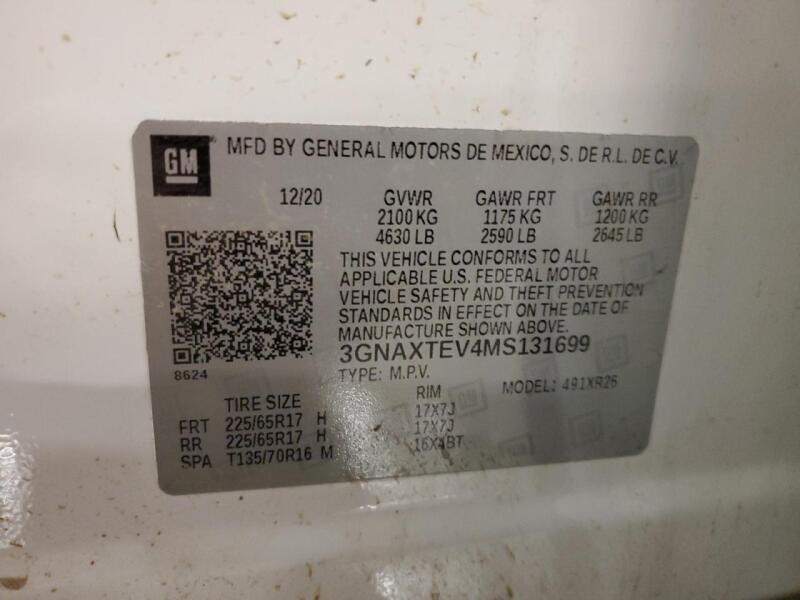 GM MFD BY GENERAL MOTORS DE MEXICO, S. DE R.L. DE C.V.
12/20 GVWR GAWR FRT GAWR RR
2100 KG 1175 KG 1200 KG
4630 LB 2590 LB 2645 LB
THIS VEHICLE CONFORMS TO ALL
APPLICABLE U.S. FEDERAL MOTOR
VEHICLE SAFETY AND THEFT PREVENTION
STANDARDS IN EFFECT ON THE DATE OF
MANUFACTURE SHOWN ABOVE.
3GNAXTEV4MS131699
8624 TYPE: M.P.V. MODEL: 491XR26
TIRE SIZE RIM
FRT 225/65R17 H 17X7J
RR 225/65R17 H 17X7J
SPA T135/70R16 M 16X4BT